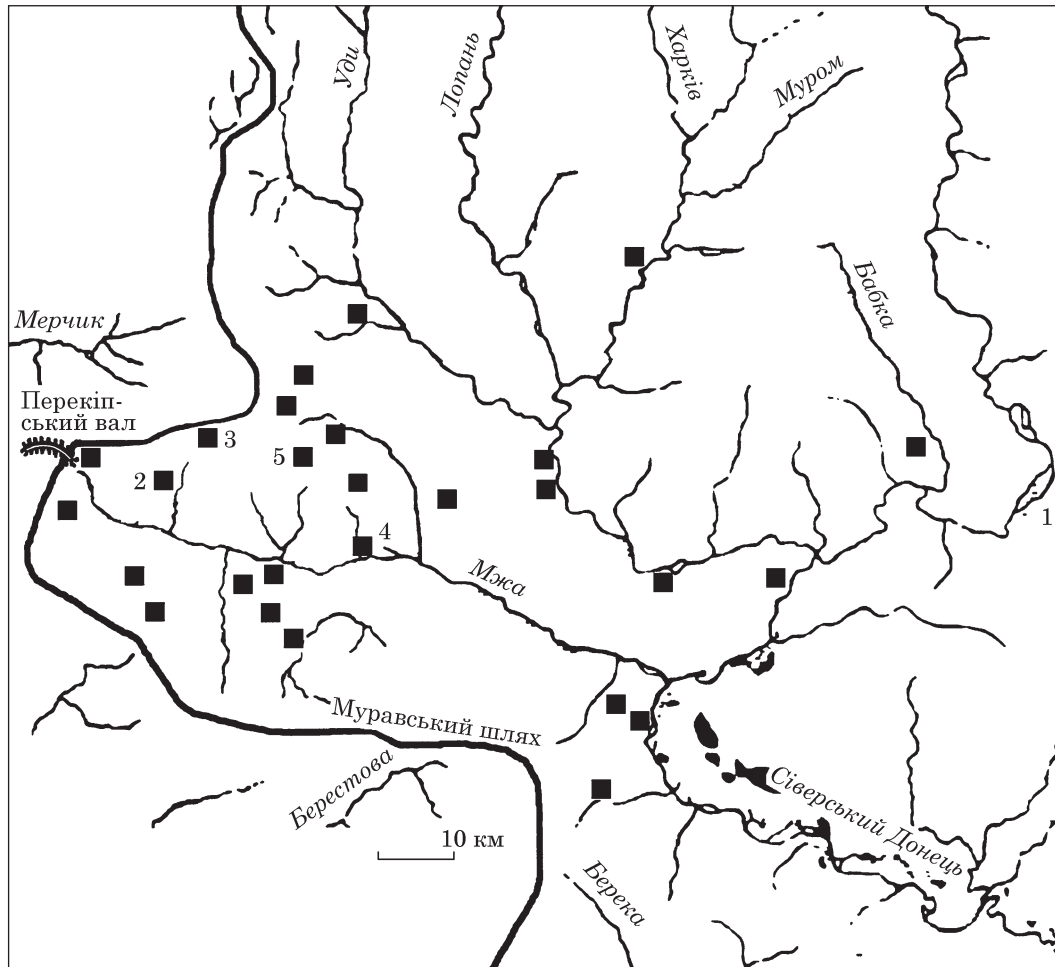 Уди
Лопань
Харків
Муром
Бабка
Мерчик
Перекіп-
ський вал
3
2
5
1
4
Мжа
Муравський шлях
Берестова
Сіверський Донець
10 км
Берека